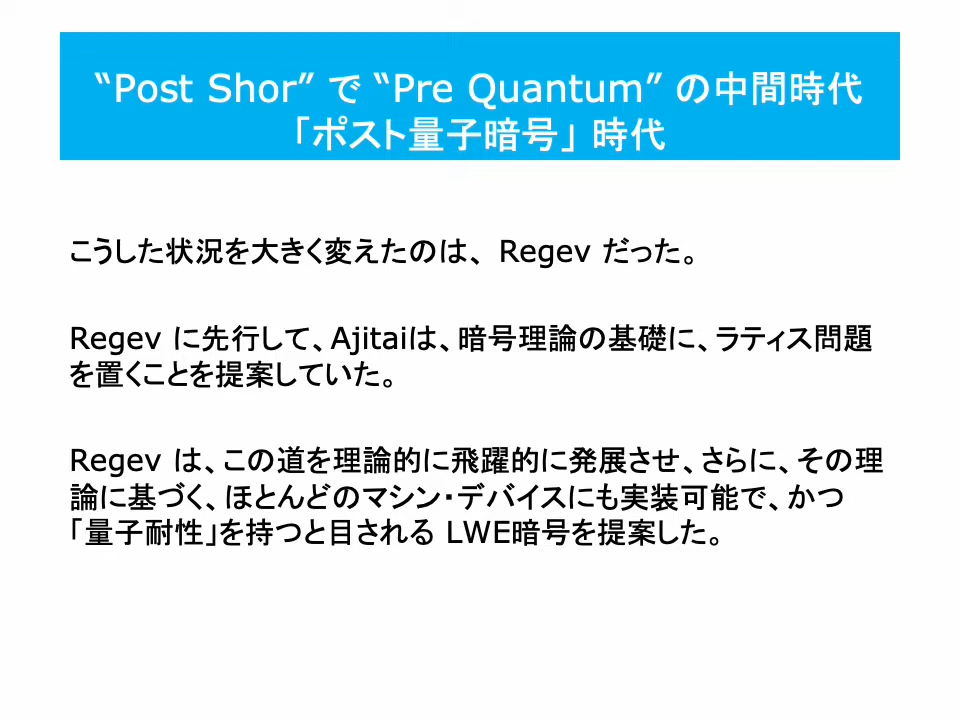 “Post Shor” で “Pre Quantum” の中間時代
「ポスト量子暗号」 時代
こうした状況を大きく変えたのは、 Regev だった。
Regev に先行して、Ajitaiは、暗号理論の基礎に、ラティス問題
を置くことを提案していた。
Regev は、この道を理論的に飛躍的に発展させ、さらに、その理
論に基づく、ほとんどのマシン・デバイスにも実装可能で、かつ
「量子耐性」を持つと目される LWE暗号を提案した。